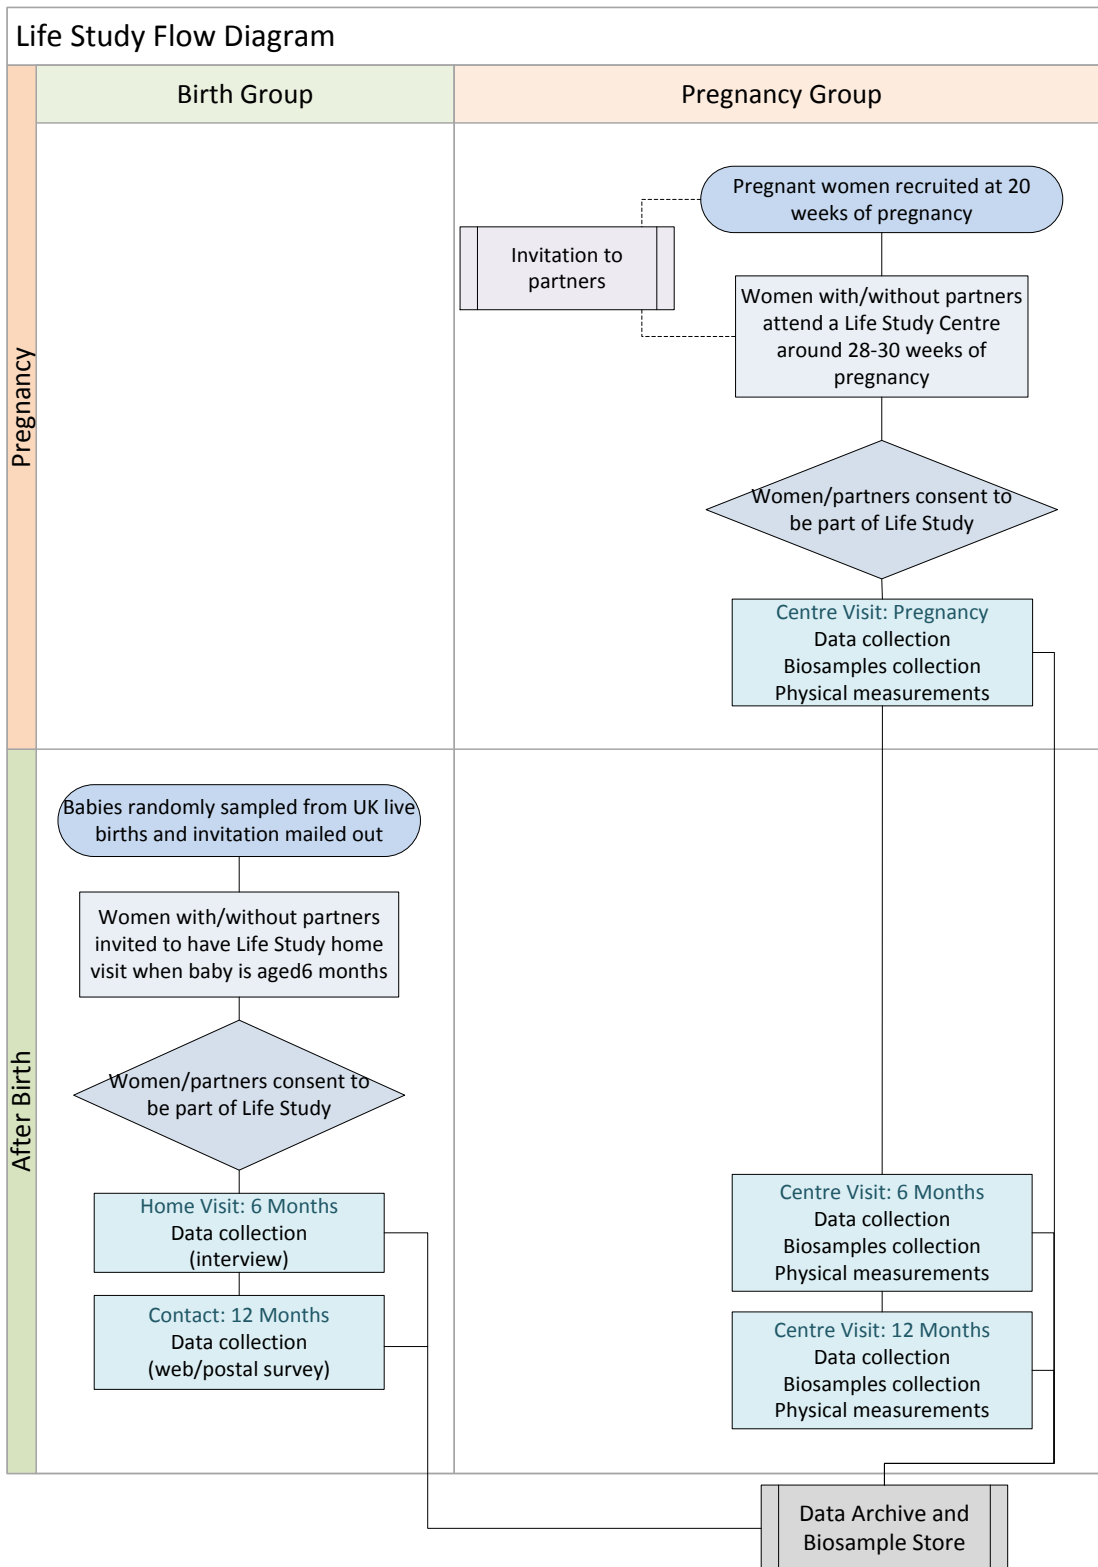 Life Study Flow Diagram
Birth Group
Pregnancy Group
Pregnancy
Pregnant women recruited at 20
weeks of pregnancy
Invitation to
partners
Women with/without partners
attend a Life Study Centre
around 28-30 weeks of
pregnancy
Women/partners consent to
be part of Life Study
Centre Visit: Pregnancy
Data collection
Biosamples collection
Physical measurements
After Birth
Babies randomly sampled from UK live
births and invitation mailed out
Women with/without partners
invited to have Life Study home
visit when baby is aged6 months
Women/partners consent to
be part of Life Study
Home Visit: 6 Months
Data collection
(interview)
Contact: 12 Months
Data collection
(web/postal survey)
Centre Visit: 6 Months
Data collection
Biosamples collection
Physical measurements
Centre Visit: 12 Months
Data collection
Biosamples collection
Physical measurements
Data Archive and
Biosample Store